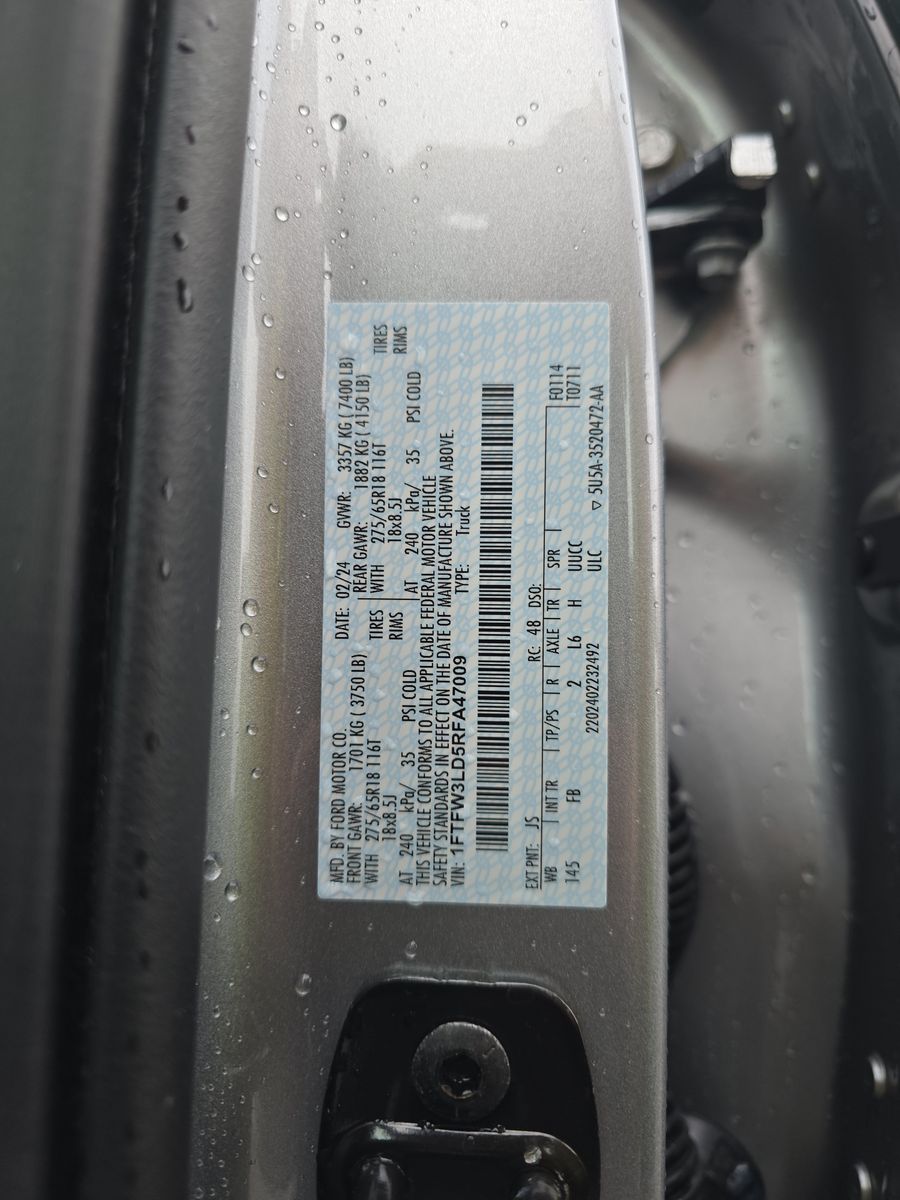 MFD. BY FORD MOTOR CO.
DATE: 02/24 GVWR: 3357 KG ( 7400 LB)
FRONT GAWR: 1701 KG ( 3750 LB) REAR GAWR: 1882 KG ( 4150 LB)
WITH 275/65R18 116T TIRES WITH 275/65R18 116T TIRES
18x8.5J RIMS 18x8.5J RIMS
AT 240 kPa/ 35 PSI COLD AT 240 kPa/ 35 PSI COLD
THIS VEHICLE CONFORMS TO ALL APPLICABLE FEDERAL MOTOR VEHICLE
SAFETY STANDARDS IN EFFECT ON THE DATE OF MANUFACTURE SHOWN ABOVE.
VIN: 1FTFW3LD5RFA47009 TYPE: Truck
EXT PNT: JS RC: 48 DSO:
WB INT TR TP/PS R AXLE TR SPR F0114
145 FB 2 L6 H UUCC T0711
2202402232492 ULC ▽ 5U5A-3520472-AA